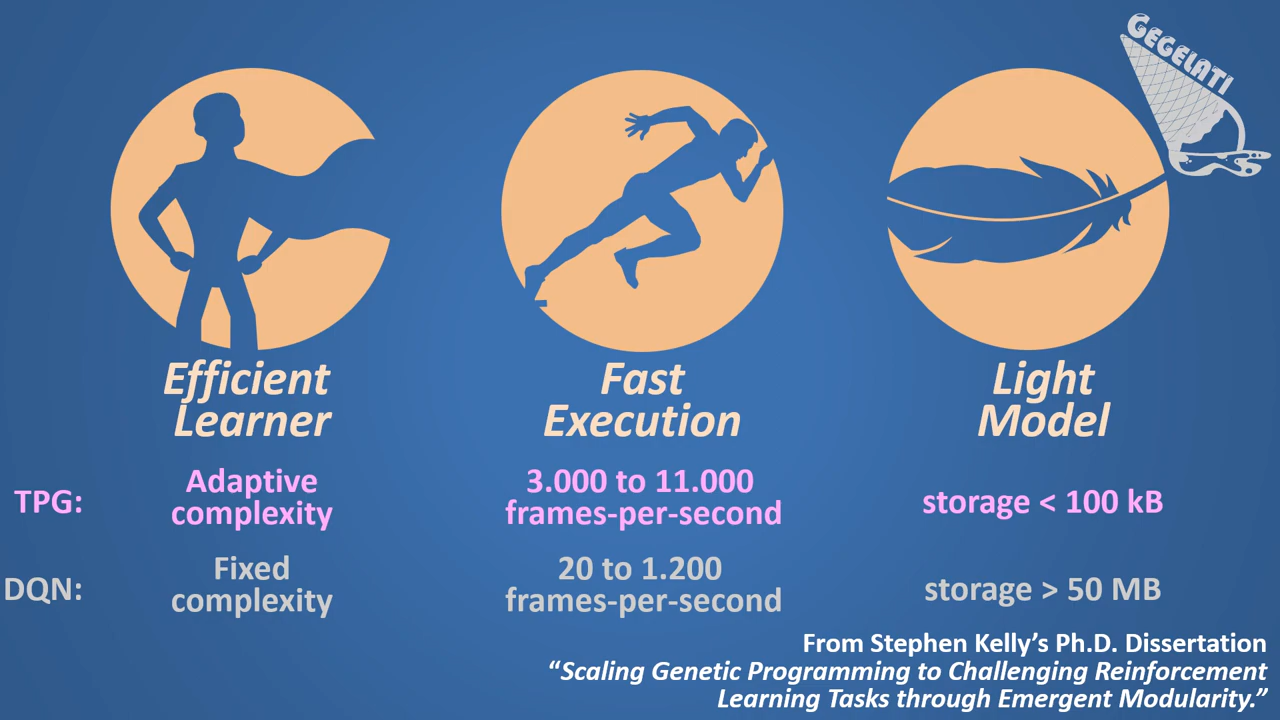 GEGELATI
Efficient
Learner
Fast
Execution
Light
Model
TPG:
Adaptive
complexity
3.000 to 11.000
frames-per-second
storage < 100 kB
DQN:
Fixed
complexity
20 to 1.200
frames-per-second
storage > 50 MB
From Stephen Kelly’s Ph.D. Dissertation
“Scaling Genetic Programming to Challenging Reinforcement
Learning Tasks through Emergent Modularity.”